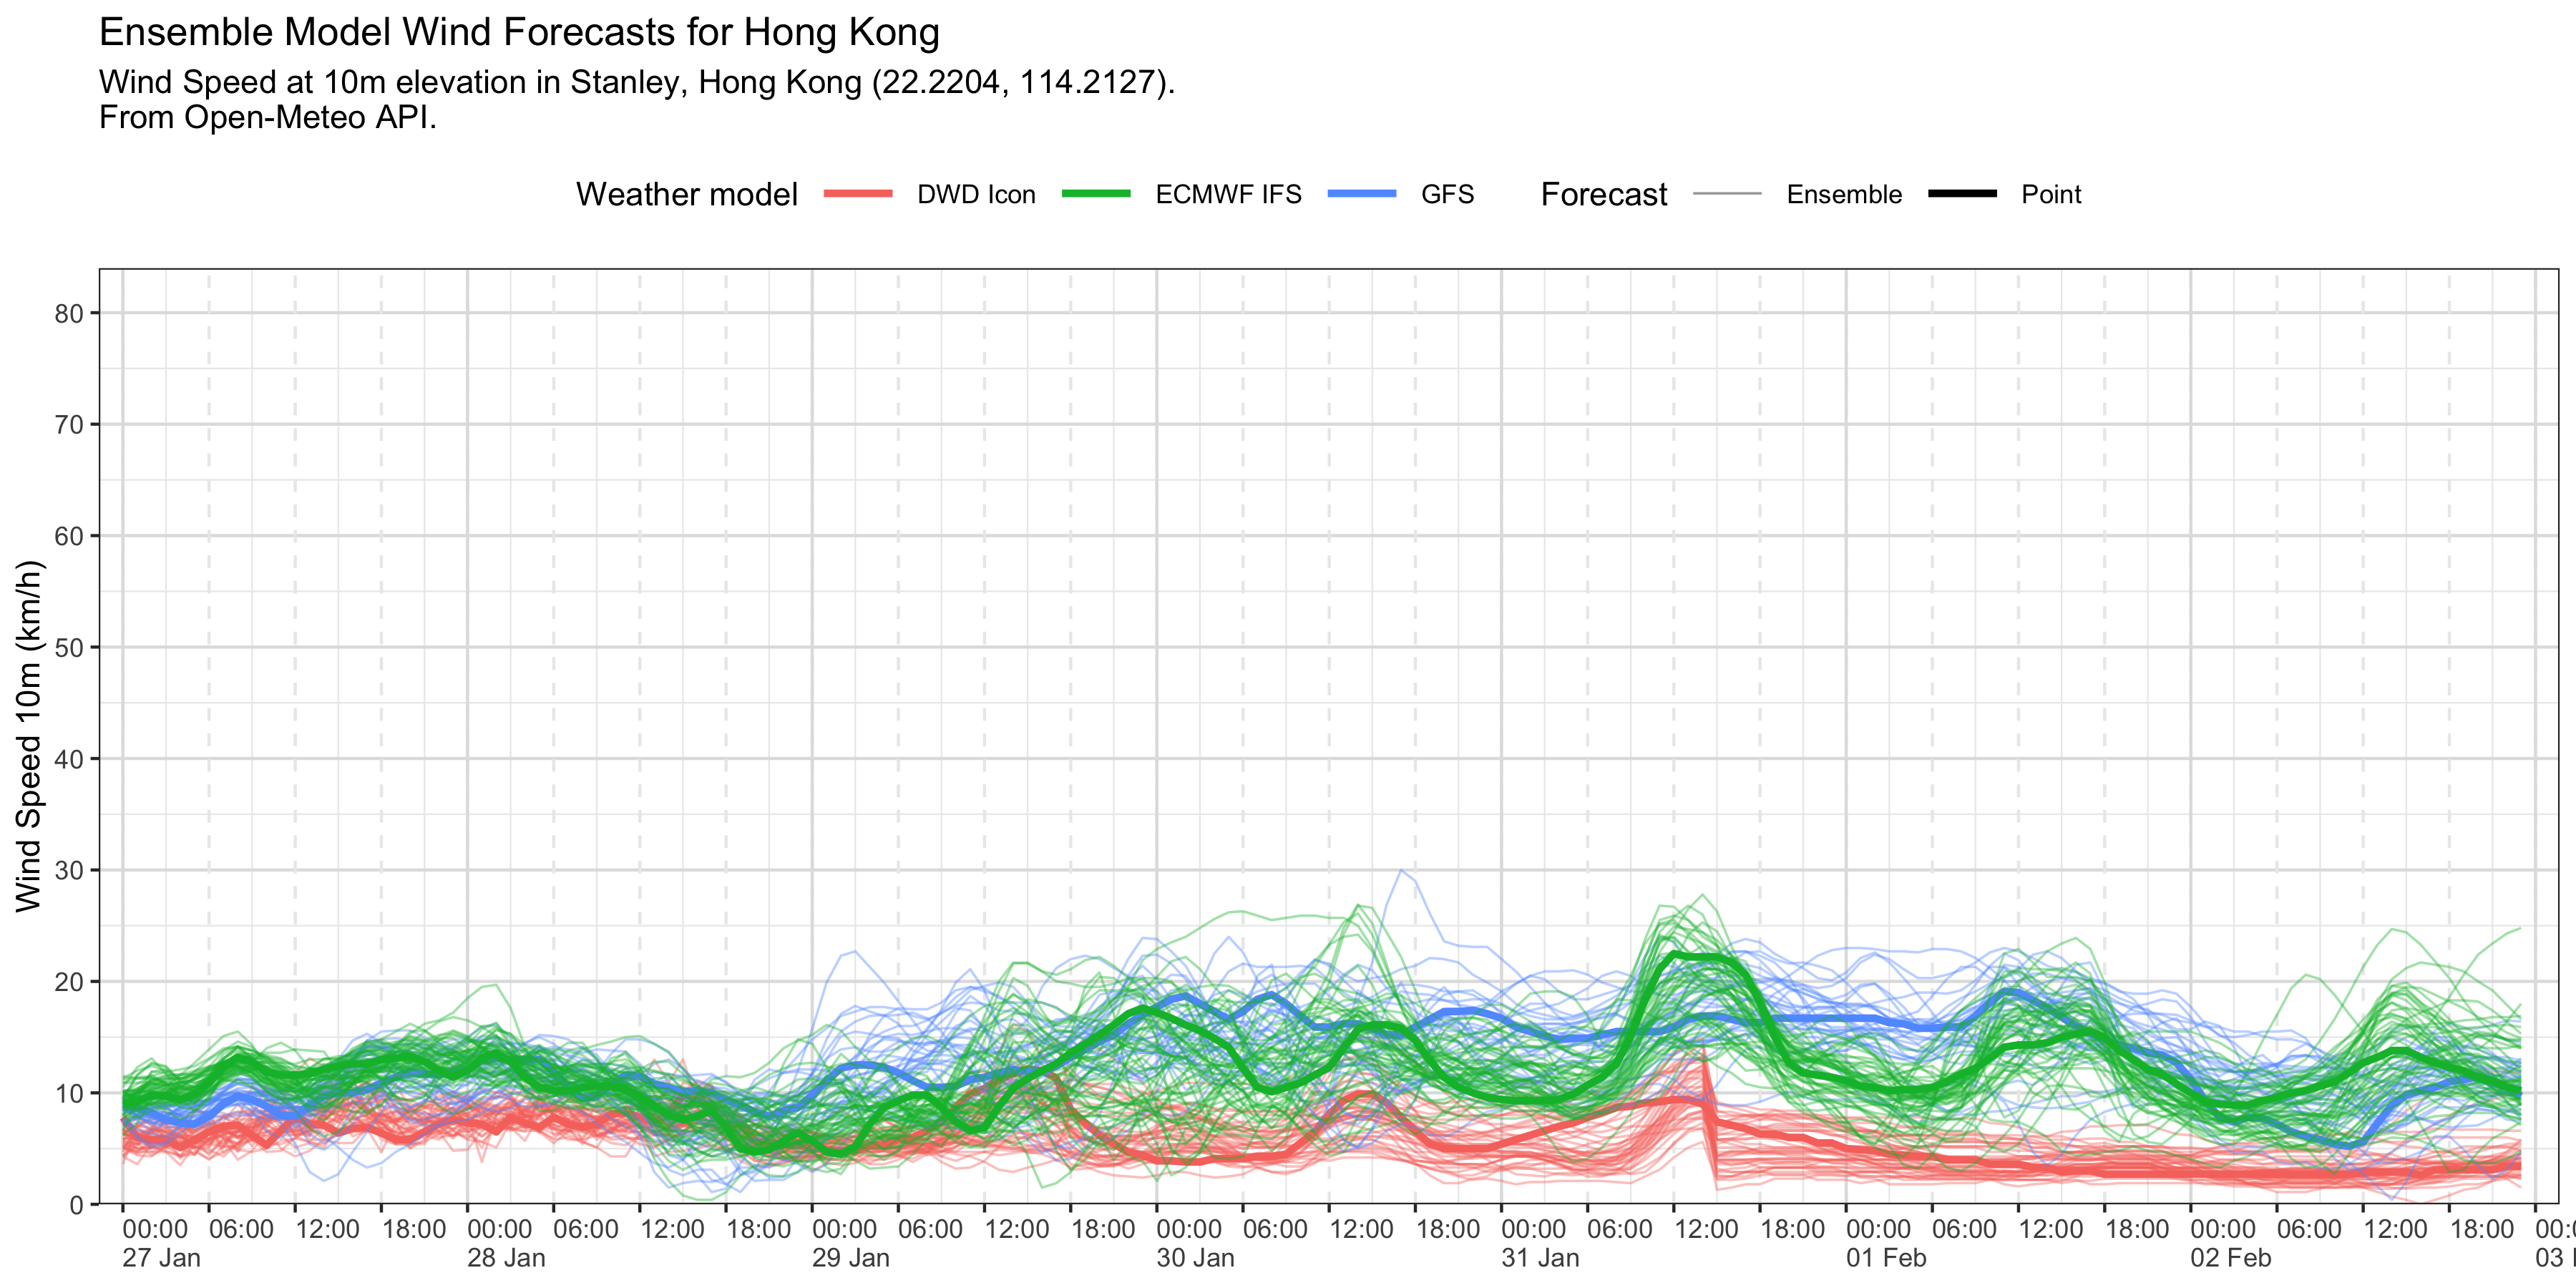 Ensemble Model Wind Forecasts for Hong Kong
Wind Speed at 10m elevation in Stanley, Hong Kong (22.2204, 114.2127).
From Open-Meteo API.
Weather model DWD Icon ECMWF IFS GFS Forecast Ensemble Point
Wind Speed 10m (km/h)
80
70
60
50
40
30
20
10
0
00:00 06:00 12:00 18:00 00:00 06:00 12:00 18:00 00:00 06:00 12:00 18:00 00:00 06:00 12:00 18:00 00:00 06:00 12:00 18:00 00:00 06:00 12:00 18:00 00:00 06:00 12:00 18:00
27 Jan 28 Jan 29 Jan 30 Jan 31 Jan 01 Feb 02 Feb 03